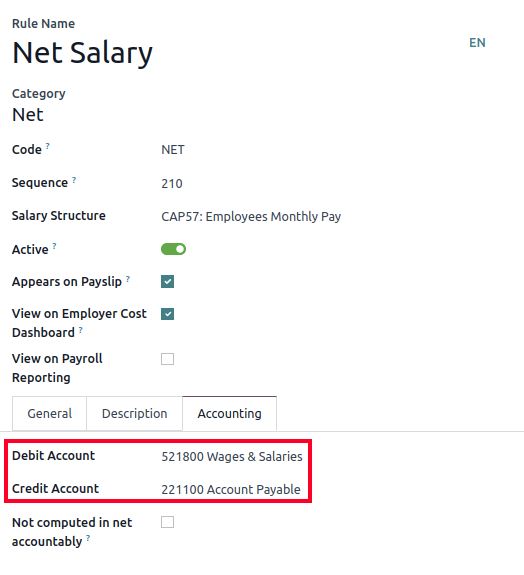 Rule Name
Net Salary
EN
Category
Net
Code ? NET
Sequence ? 210
Salary Structure CAP57: Employees Monthly Pay
Active ?
Appears on Payslip ?
View on Employer Cost
Dashboard ?
View on Payroll
Reporting
General Description Accounting
Debit Account 521800 Wages & Salaries
Credit Account 221100 Account Payable
Not computed in net
accountably ?